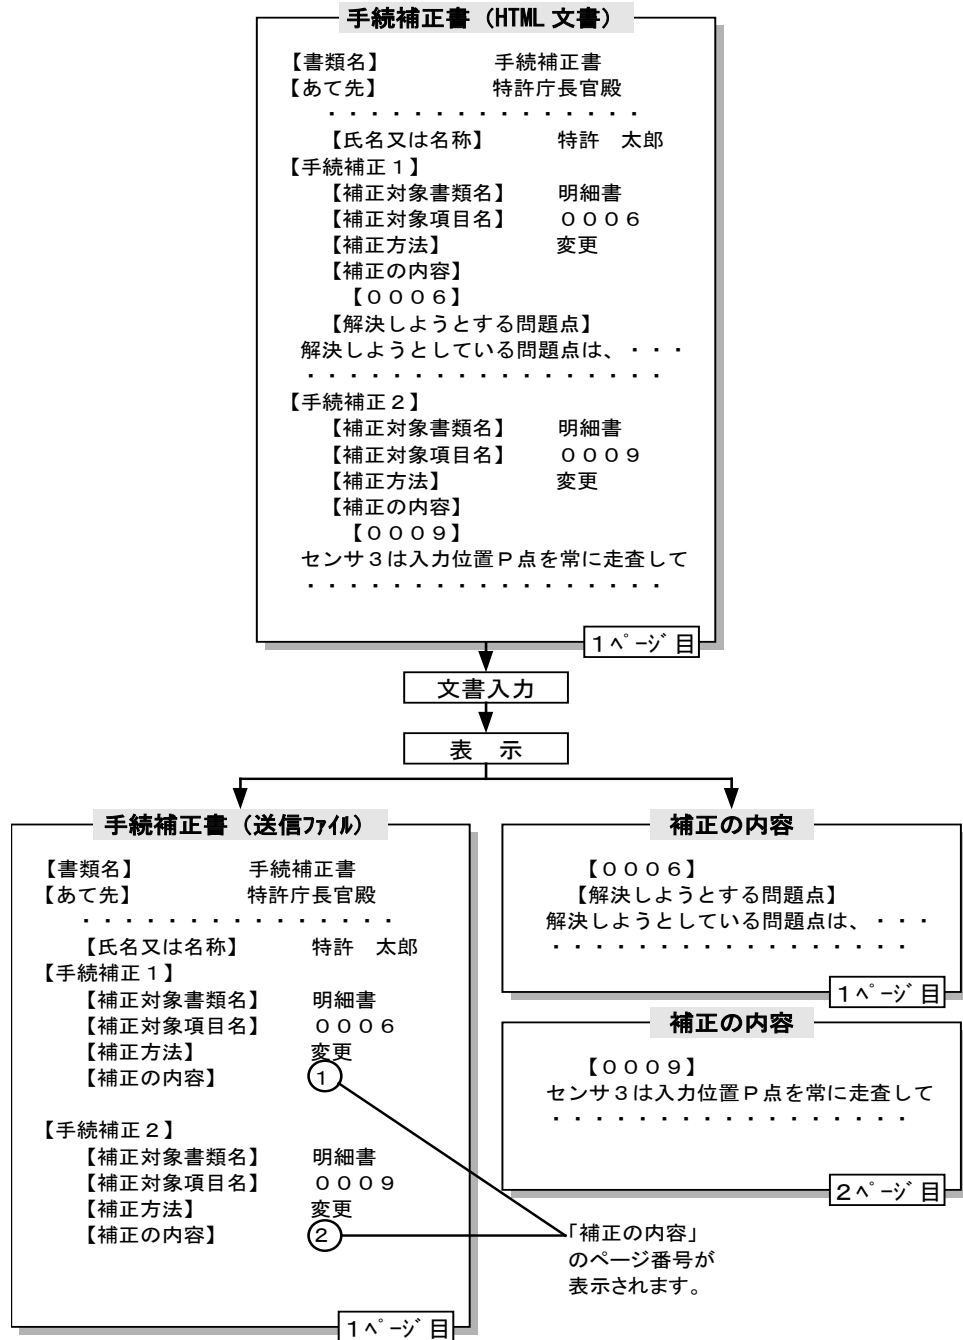 手続補正書（HTML 文書）
【書類名】　手続補正書
【あて先】　特許庁長官殿
・・・・・・・・・・・・・・・
【氏名又は名称】　特許　太郎
【手続補正１】
【補正対象書類名】　明細書
【補正対象項目名】　０００６
【補正方法】　変更
【補正の内容】
【０００６】
【解決しようとする問題点】
解決しようとしている問題点は、・・・
・・・・・・・・・・・・・・・・・
【手続補正２】
【補正対象書類名】　明細書
【補正対象項目名】　０００９
【補正方法】　変更
【補正の内容】
【０００９】
センサ３は入力位置Ｐ点を常に走査して
・・・・・・・・・・・・・・・・・
１ﾍﾟｰｼﾞ目
文書入力
表　示
手続補正書（送信ﾌｧｲﾙ）
【書類名】　手続補正書
【あて先】　特許庁長官殿
・・・・・・・・・・・・・・・
【氏名又は名称】　特許　太郎
【手続補正１】
【補正対象書類名】　明細書
【補正対象項目名】　０００６
【補正方法】　変更
【補正の内容】　１
【手続補正２】
【補正対象書類名】　明細書
【補正対象項目名】　０００９
【補正方法】　変更
【補正の内容】　２
１ﾍﾟｰｼﾞ目
補正の内容
【０００６】
【解決しようとする問題点】
解決しようとしている問題点は、・・・
・・・・・・・・・・・・・・・・・
１ﾍﾟｰｼﾞ目
補正の内容
【０００９】
センサ３は入力位置Ｐ点を常に走査して
・・・・・・・・・・・・・・・・・
２ﾍﾟｰｼﾞ目
「補正の内容」
のページ番号が
表示されます。